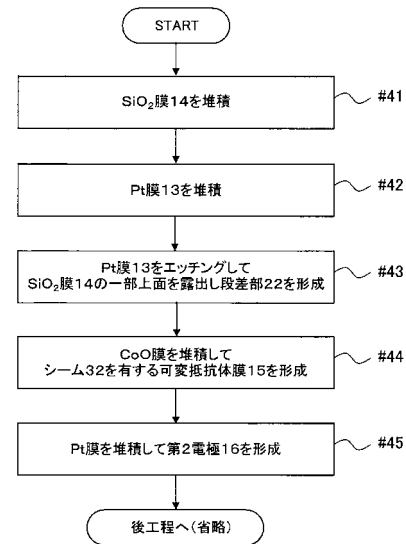 START
SiO₂膜14を堆積
#41
Pt膜13を堆積
#42
Pt膜13をエッチングして
SiO₂膜14の一部上面を露出し段差部22を形成
#43
CoO膜を堆積して
シーム32を有する可変抵抗体膜15を形成
#44
Pt膜を堆積して第2電極16を形成
#45
後工程へ(省略)